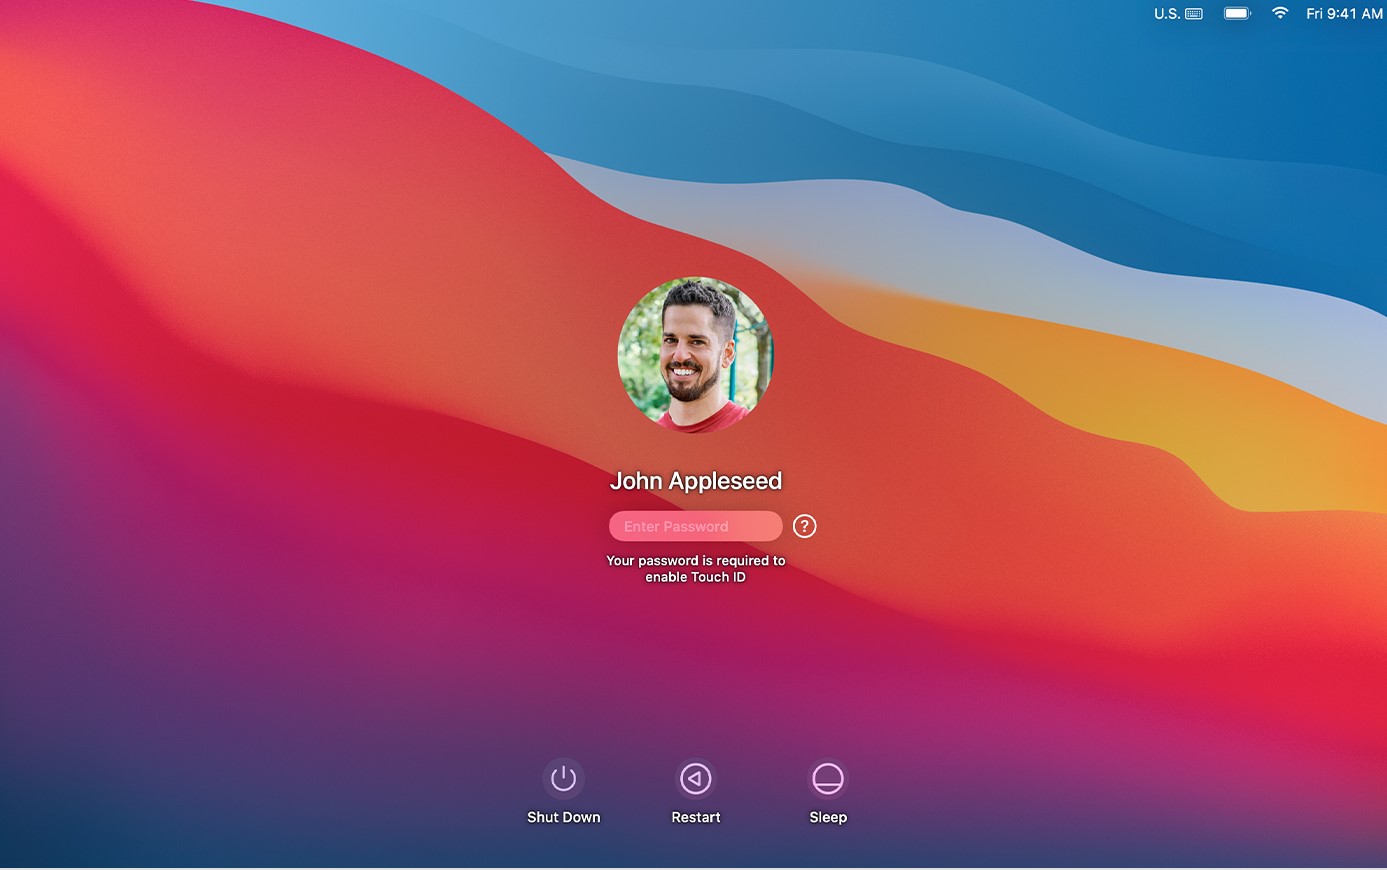 U.S. Fri 9:41 AM
John Appleseed
Enter Password ?
Your password is required to
enable Touch ID
Shut Down Restart Sleep